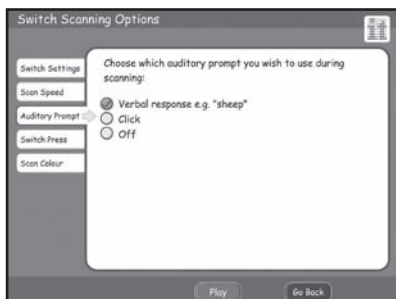 Switch Scanning Options
it
Switch Settings
Scan Speed
Auditory Prompt
Switch Press
Scan Colour
Choose which auditory prompt you wish to use during
scanning:
Verbal response e.g. "sheep"
Click
Off
Play
Go Back